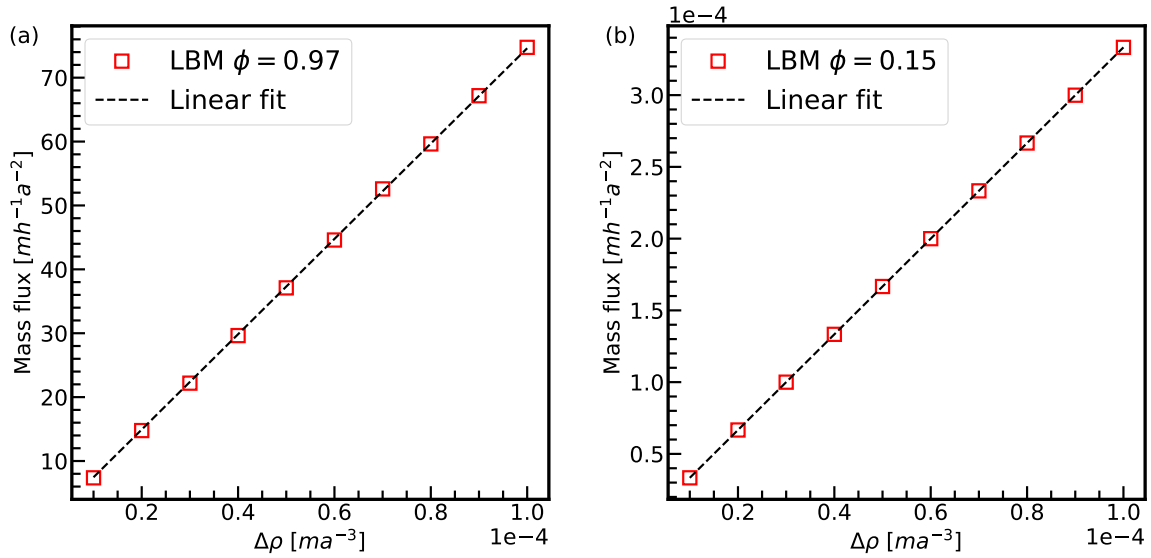 (a)
LBM ϕ = 0.97
Linear fit
Mass flux [mh⁻¹a⁻²]
70
60
50
40
30
20
10
0.2 0.4 0.6 0.8 1.0
1e−4
Δρ [ma⁻³]
(b)
1e−4
LBM ϕ = 0.15
Linear fit
Mass flux [mh⁻¹a⁻²]
3.0
2.5
2.0
1.5
1.0
0.5
0.2 0.4 0.6 0.8 1.0
1e−4
Δρ [ma⁻³]